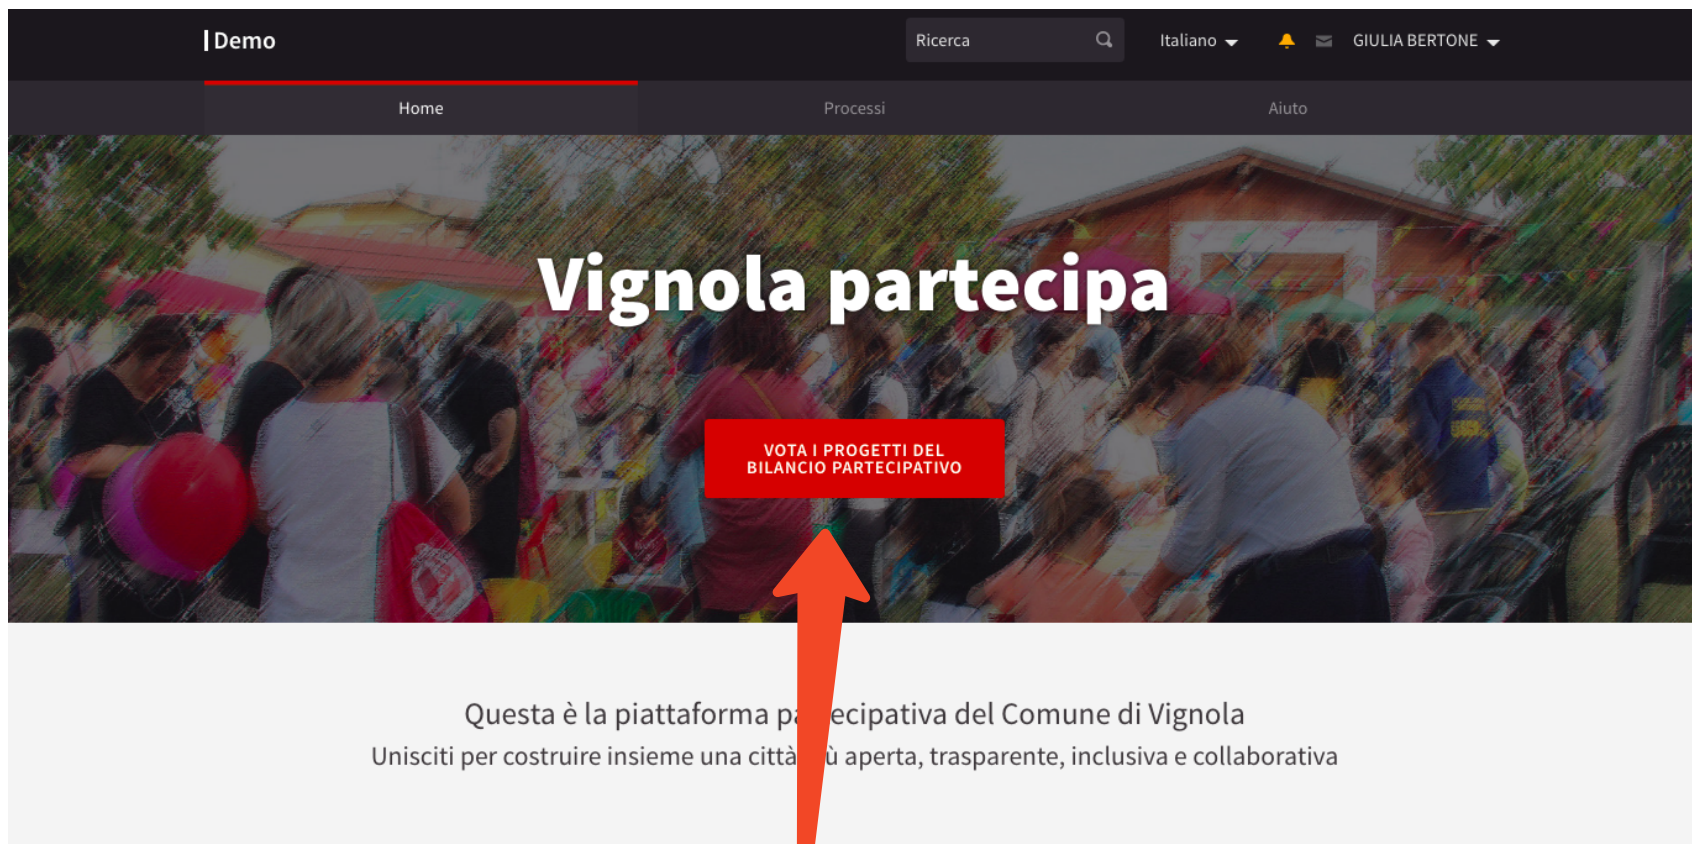 Demo
Ricerca
Italiano
GIULIA BERTONE
Home
Processi
Aiuto
Vignola partecipa
VOTA I PROGETTI DEL
BILANCIO PARTECIPATIVO
Questa è la piattaforma pa ecipativa del Comune di Vignola
Unisciti per costruire insieme una città ù aperta, trasparente, inclusiva e collaborativa